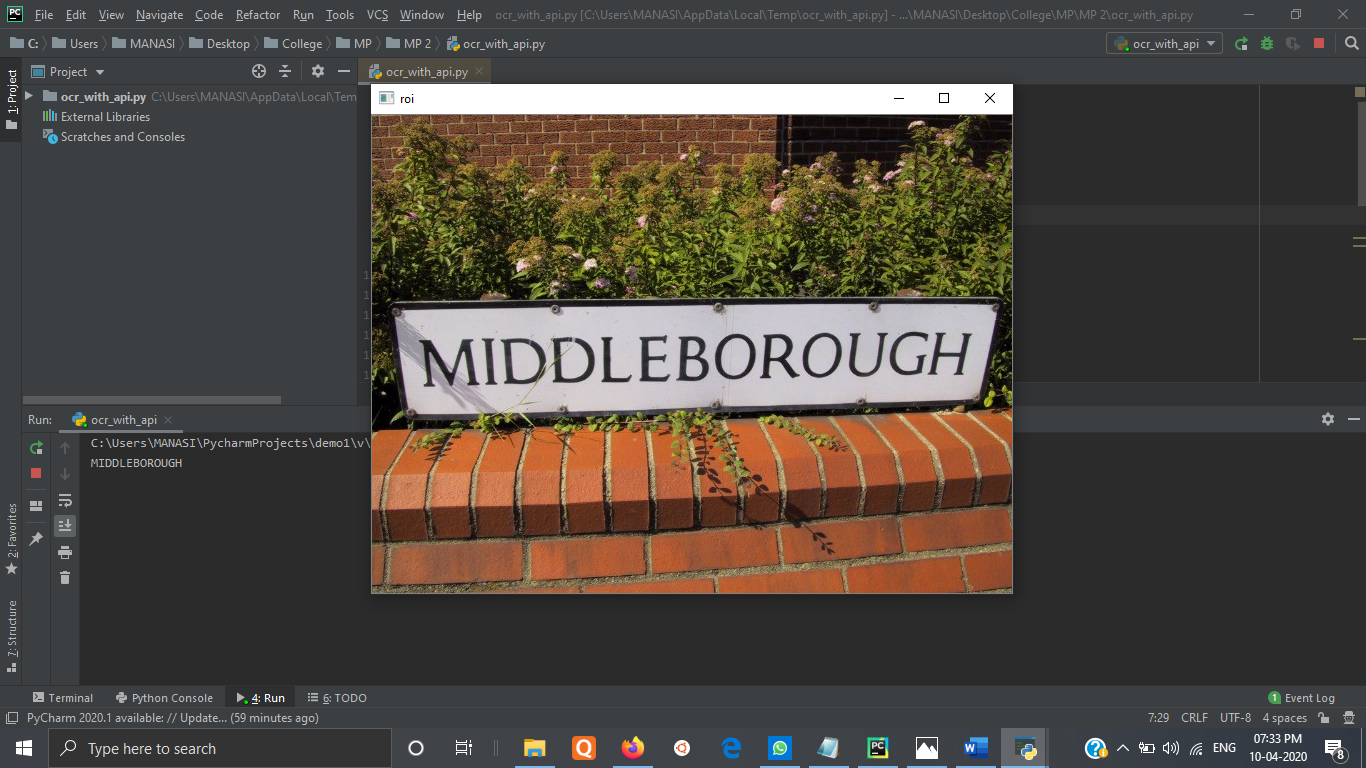 File Edit View Navigate Code Refactor Run Tools VCS Window Help ocr_with_api.py [C:\Users\MANASI\AppData\Local\Temp\ocr_with_api.py] - ...\MANASI\Desktop\College\MP\MP 2\ocr_with_api.py
C: Users MANASI Desktop College MP MP 2 ocr_with_api.py ocr_with_api
1: Project
Project ocr_with_api.py
ocr_with_api.py C:\Users\MANASI\AppData\Local\Tem
External Libraries
Scratches and Consoles
roi
MIDDLEBOROUGH
Run: ocr_with_api
C:\Users\MANASI\PycharmProjects\demo1\v\
MIDDLEBOROUGH
2: Favorites
7: Structure
Terminal Python Console 4: Run 6: TODO 1 Event Log
PyCharm 2020.1 available: // Update... (59 minutes ago) 7:29 CRLF UTF-8 4 spaces
Type here to search ENG 07:33 PM
10-04-2020 8